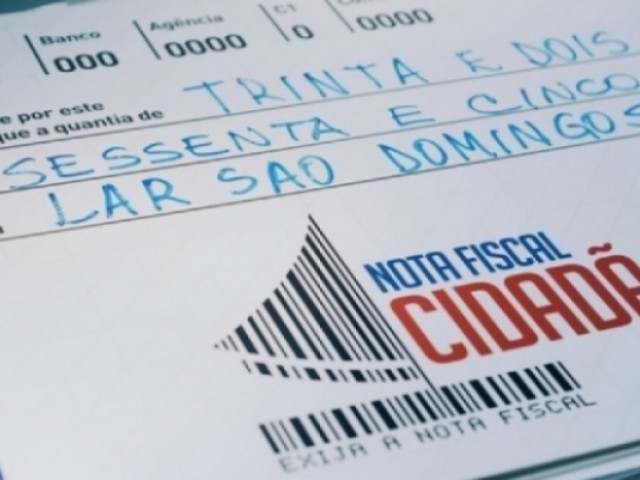 Banco Agência C1
000 0000 0 0000
e por este
que a quantia de TRINTA E DOIS
SESSENTA E CINCO
LAR SAO DOMINGOS
NOTA FISCAL
CIDADÃ
EXIJA A NOTA FISCAL